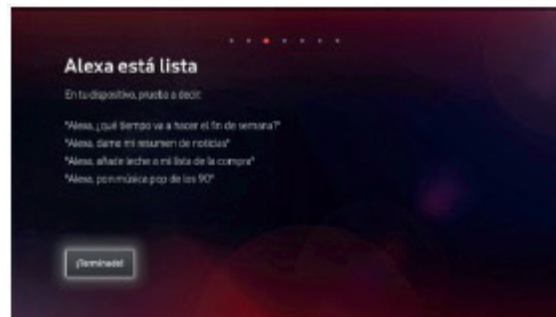 Alexa está lista
En tu dispositivo, prueba a decir:
"Alexa, ¿qué tiempo va a hacer el fin de semana?"
"Alexa, dame mi resumen de noticias"
"Alexa, añade leche a mi lista de la compra"
"Alexa, pon música pop de los 90"
¡Terminado!